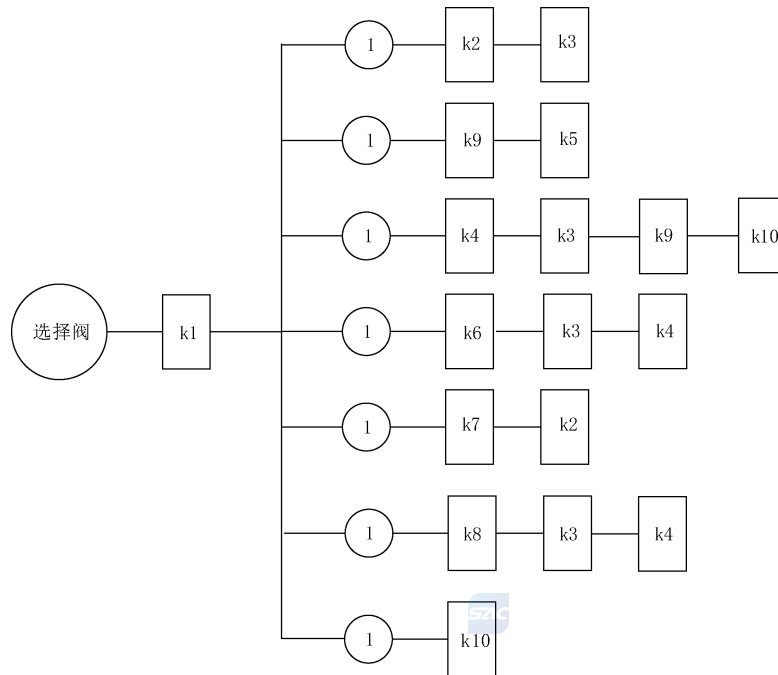 1 k2 k3
1 k9 k5
1 k4 k3 k9 k10
选择阀 k1 1 k6 k3 k4
1 k7 k2
1 k8 k3 k4
SAC
1 k10